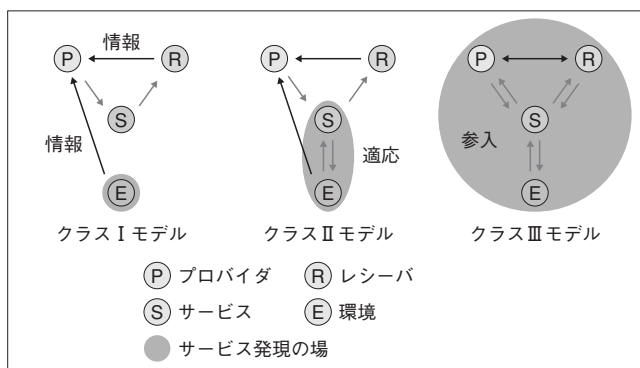 情報
P R
S
情報
E
クラスⅠモデル
P R
S
適応
E
クラスⅡモデル
P R
S
参入
E
クラスⅢモデル
P プロバイダ R レシーバ
S サービス E 環境
サービス発現の場